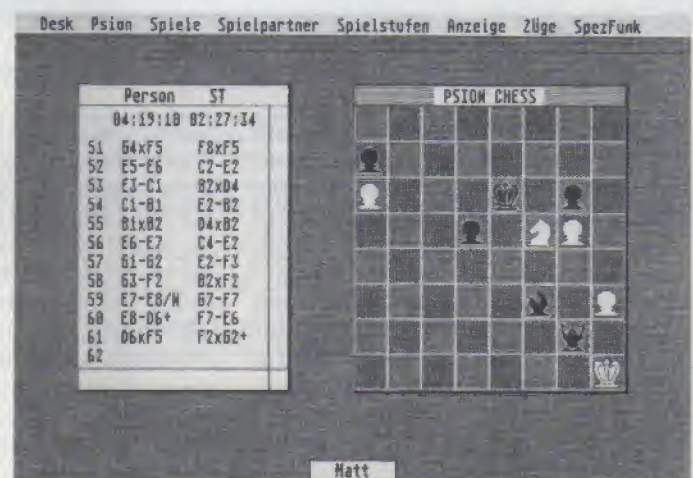 Desk Psion Spiele Spielpartner Spielstufen Anzeige Züge SpezFunk
Person ST
04:19:10 02:27:34
51 G4xF5 F8xF5
52 E5-E6 C2-E2
53 E3-C1 B2xD4
54 C1-B1 E2-B2
55 B1xB2 D4xB2
56 E6-E7 C4-E2
57 G1-G2 E2-F3
58 G3-F2 B2xF2
59 E7-E8/N G7-F7
60 E8-D6+ F7-E6
61 D6xF5 F2xG2+
62
PSION CHESS
Matt